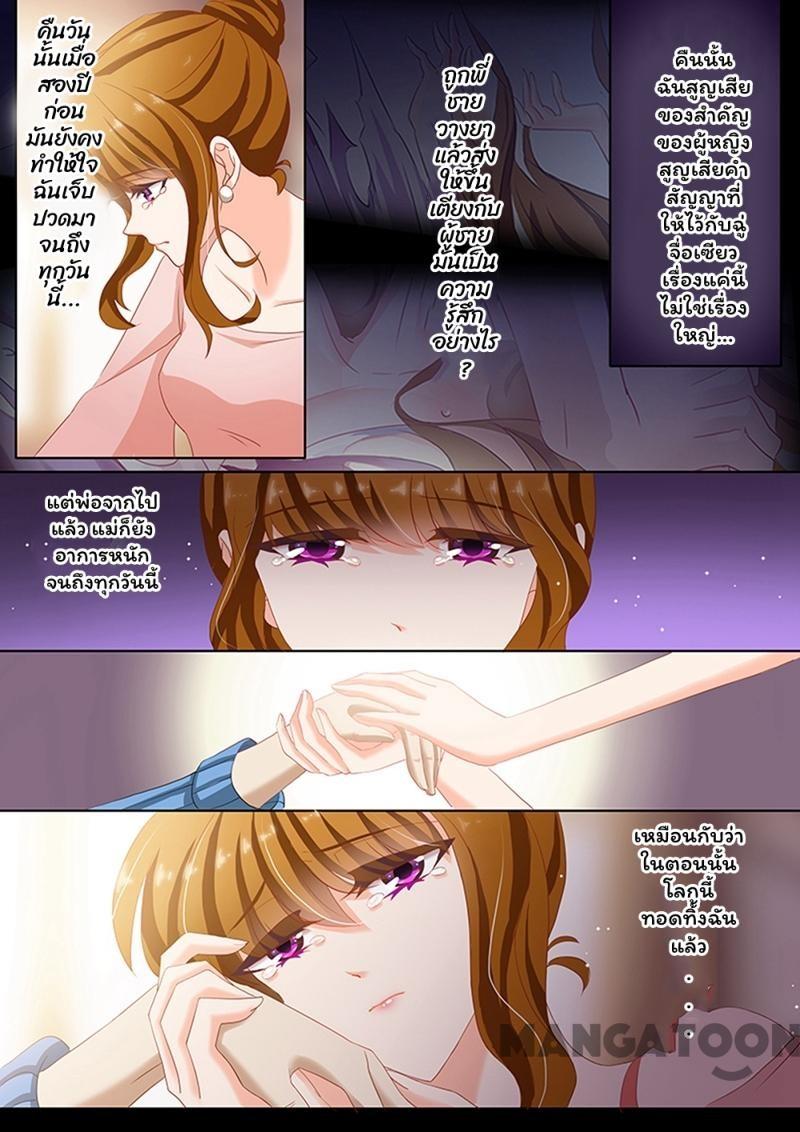 คืนวัน
นั้นเมื่อ
สองปี
ก่อน
มันยังคง
ทำให้ใจ
ฉันเจ็บ
ปวดมา
จนถึง
ทุกวัน
นี้...
ถูกพี่
ชาย
วางยา
แล้วส่ง
ให้ขึ้น
เตียงกับ
ผู้ชาย
มันเป็น
ความ
รู้สึก
อย่างไร
?
คืนนั้น
ฉันสูญเสีย
ของสำคัญ
ของผู้หญิง
สูญเสียคำ
สัญญาที่
ให้ไว้กับฉู่
จื่อเซียว
เรื่องแค่นี้
ไม่ใช่เรื่อง
ใหญ่...
แต่พ่อจากไป
แล้ว แม่ก็ยัง
อาการหนัก
จนถึงทุกวันนี้
เหมือนกับว่า
ในตอนนั้น
โลกนี้
ทอดทิ้งฉัน
แล้ว
.
.
.
MANGATOON